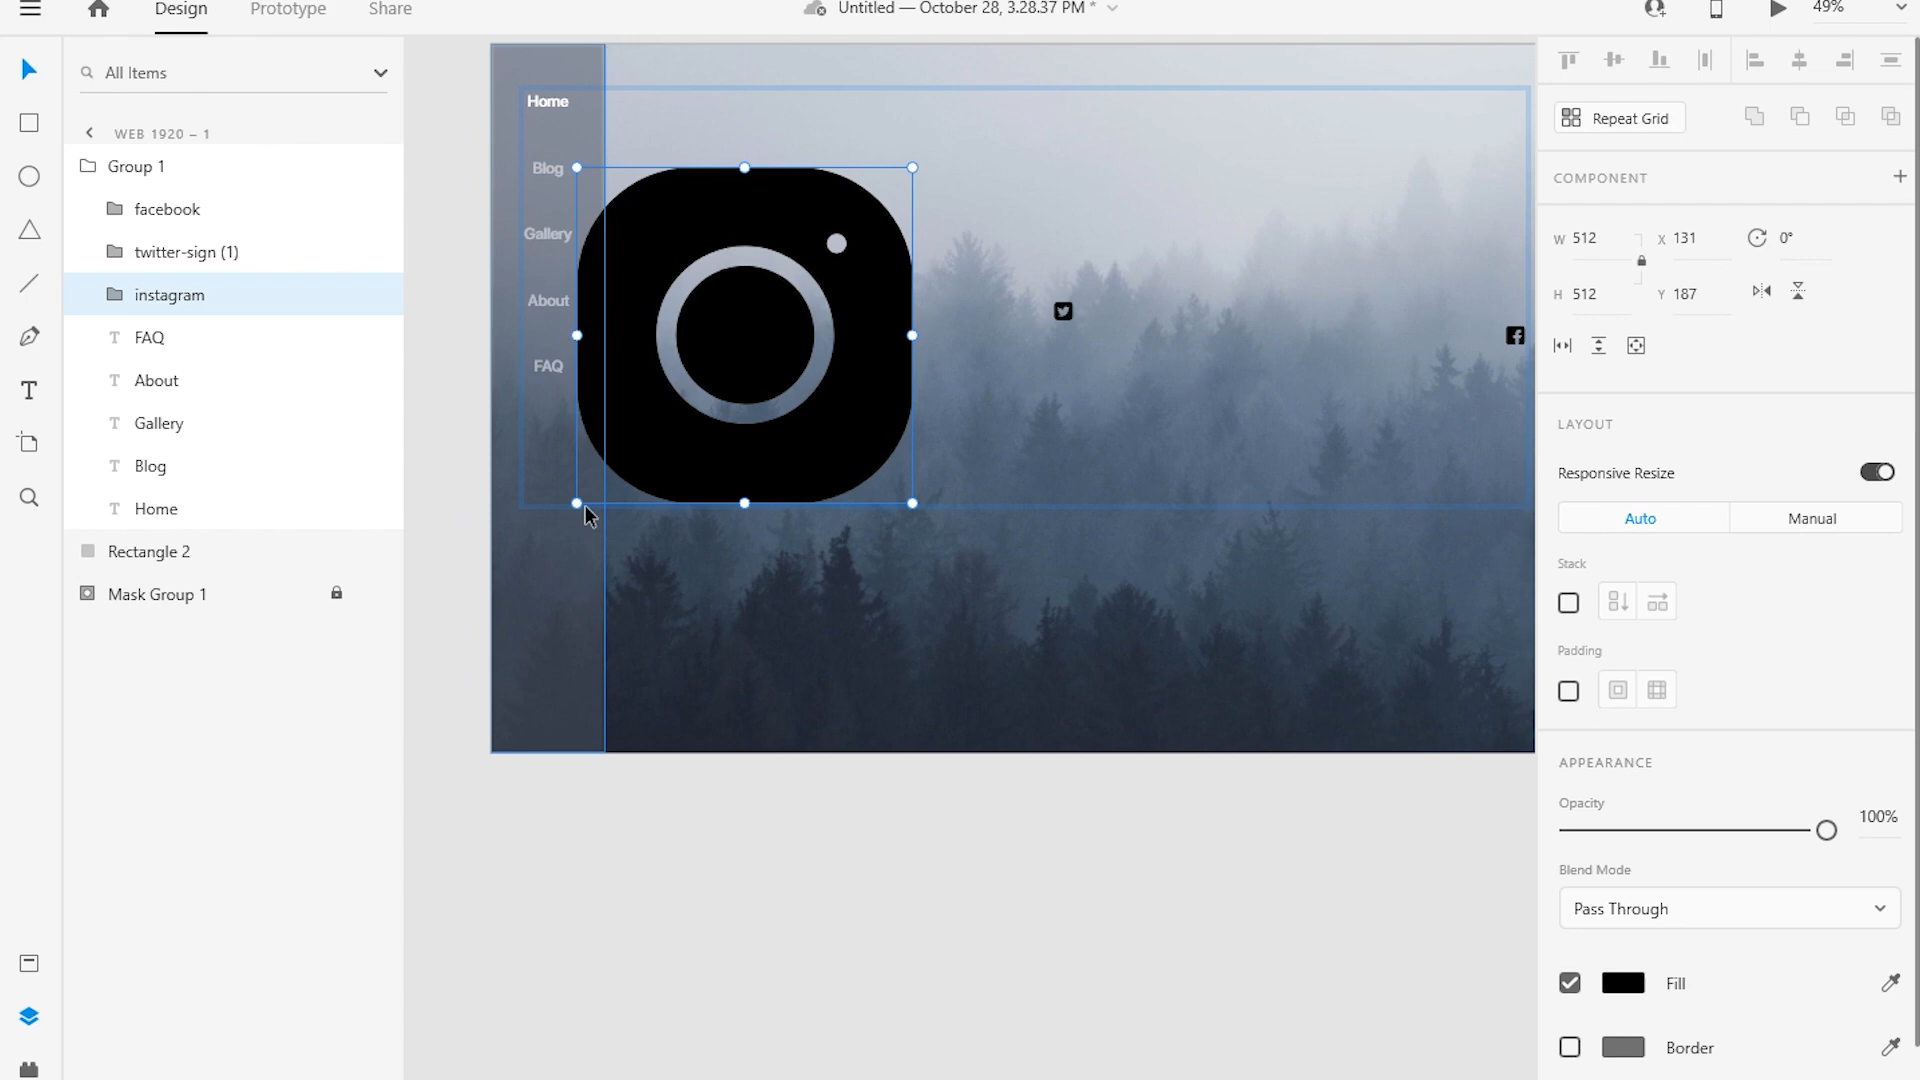 Design
Prototype
Share
Untitled — October 28, 3.28.37 PM *
49%
All Items
WEB 1920 – 1
Group 1
facebook
twitter-sign (1)
instagram
FAQ
About
Gallery
Blog
Home
Rectangle 2
Mask Group 1
Home
Blog
Gallery
About
FAQ
Repeat Grid
COMPONENT
W 512
X 131
0°
H 512
Y 187
LAYOUT
Responsive Resize
Auto
Manual
Stack
Padding
APPEARANCE
Opacity
100%
Blend Mode
Pass Through
Fill
Border